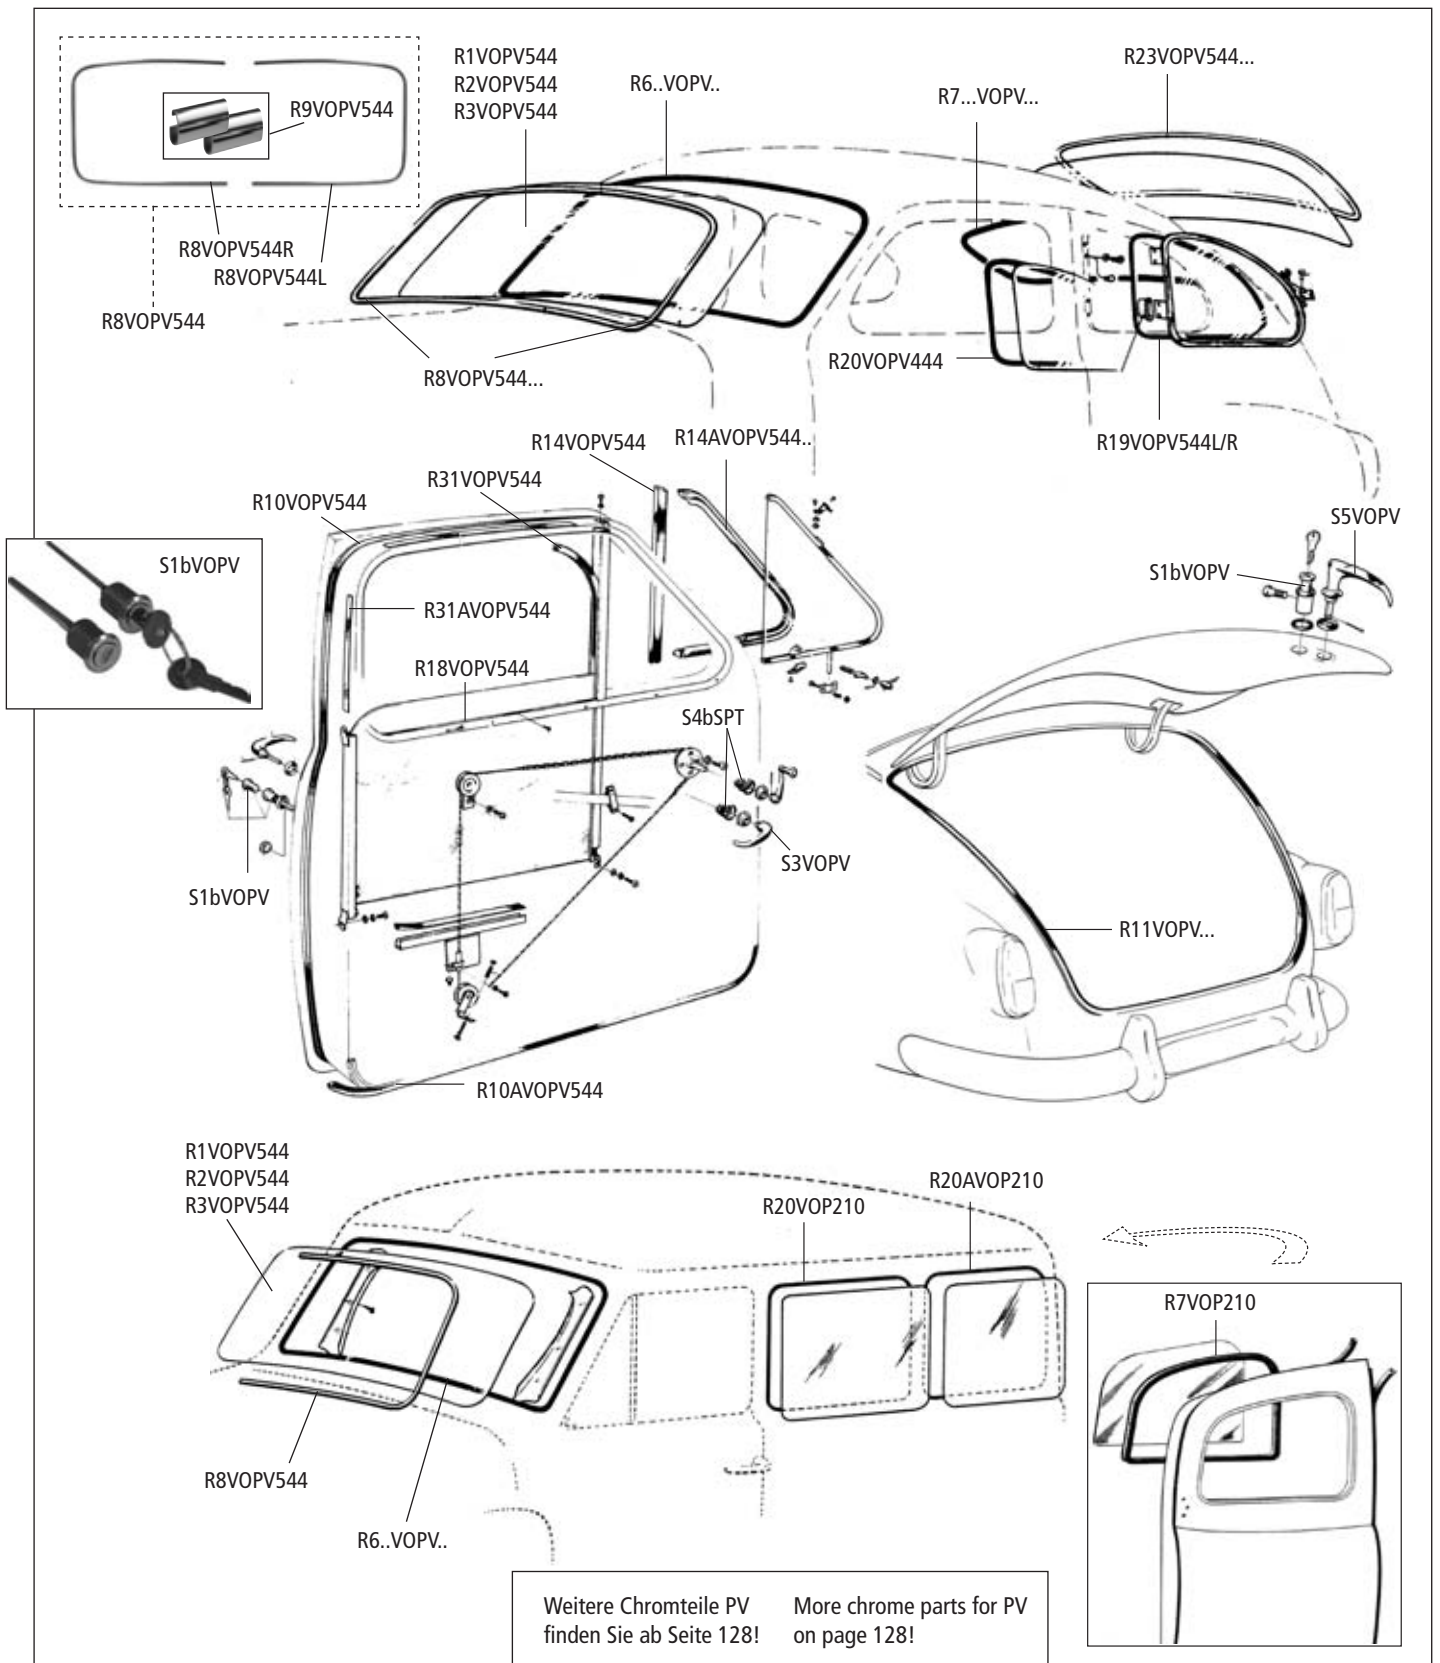 R1VOPV544
R2VOPV544
R3VOPV544
R6..VOPV..
R7...VOPV...
R23VOPV544...
R9VOPV544
R8VOPV544R
R8VOPV544L
R8VOPV544
R8VOPV544...
R20VOPV444
R19VOPV544L/R
R14VOPV544
R14AVOPV544..
R31VOPV544
R10VOPV544
S1bVOPV
R31AVOPV544
R18VOPV544
S4bSPT
S3VOPV
S1bVOPV
R10AVOPV544
S5VOPV
S1bVOPV
R11VOPV...
R1VOPV544
R2VOPV544
R3VOPV544
R20VOP210
R20AVOP210
R8VOPV544
R6..VOPV..
R7VOP210
Weitere Chromteile PV
finden Sie ab Seite 128!
More chrome parts for PV
on page 128!